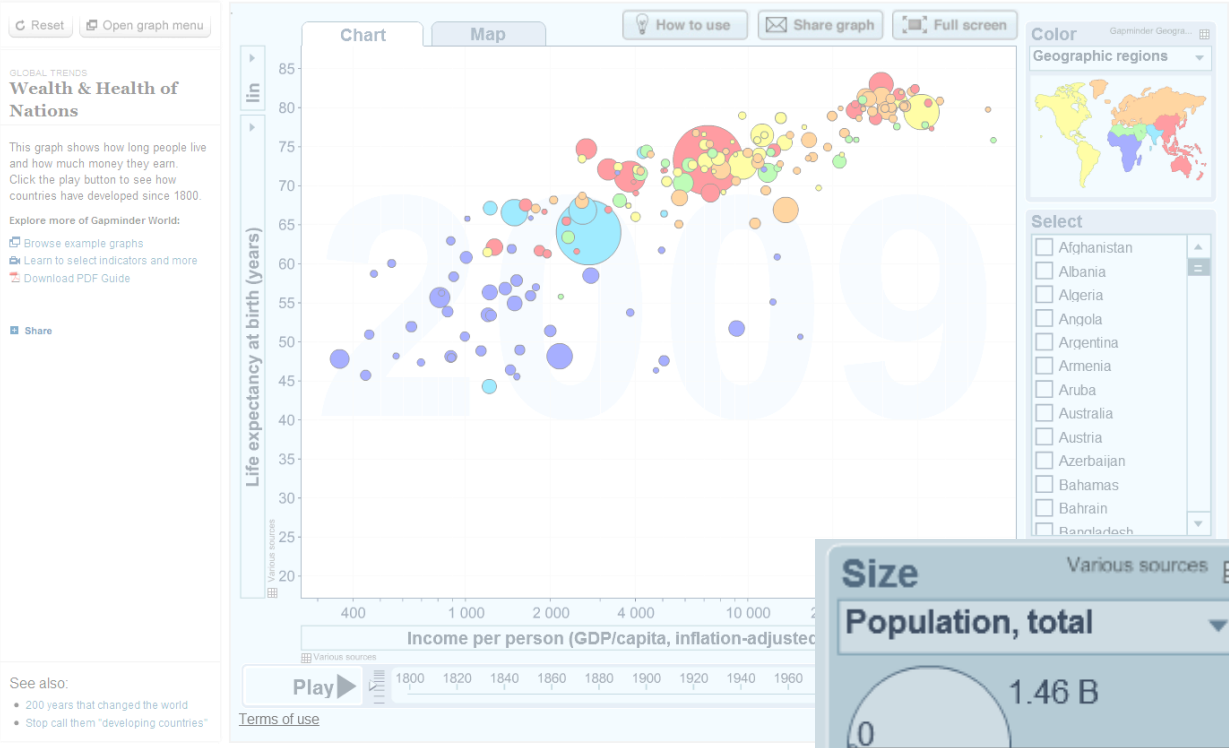 Reset
Open graph menu
GLOBAL TRENDS
Wealth & Health of
Nations
This graph shows how long people live
and how much money they earn.
Click the play button to see how
countries have developed since 1800.
Explore more of Gapminder World:
Browse example graphs
Learn to select indicators and more
Download PDF Guide
Share
See also:
200 years that changed the world
Stop call them "developing countries"
Chart
Map
How to use
Share graph
Full screen
lin
Life expectancy at birth (years)
Various sources
85
80
75
70
65
60
55
50
45
40
35
30
25
20
2009
400
1 000
2 000
4 000
10 000
Income per person (GDP/capita, inflation-adjusted
Various sources
Play
1800
1820
1840
1860
1880
1900
1920
1940
1960
Terms of use
Color
Gapminder Geogra...
Geographic regions
Select
Afghanistan
Albania
Algeria
Angola
Argentina
Armenia
Aruba
Australia
Austria
Azerbaijan
Bahamas
Bahrain
Bangladesh
Size
Various sources
Population, total
1.46 B
0